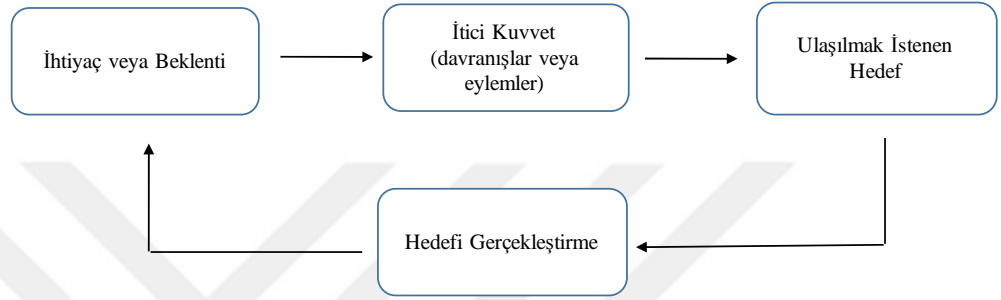 İhtiyaç veya Beklenti
İtici Kuvvet
(davranışlar veya
eylemler)
Ulaşılmak İstenen
Hedef
Hedefi Gerçekleştirme